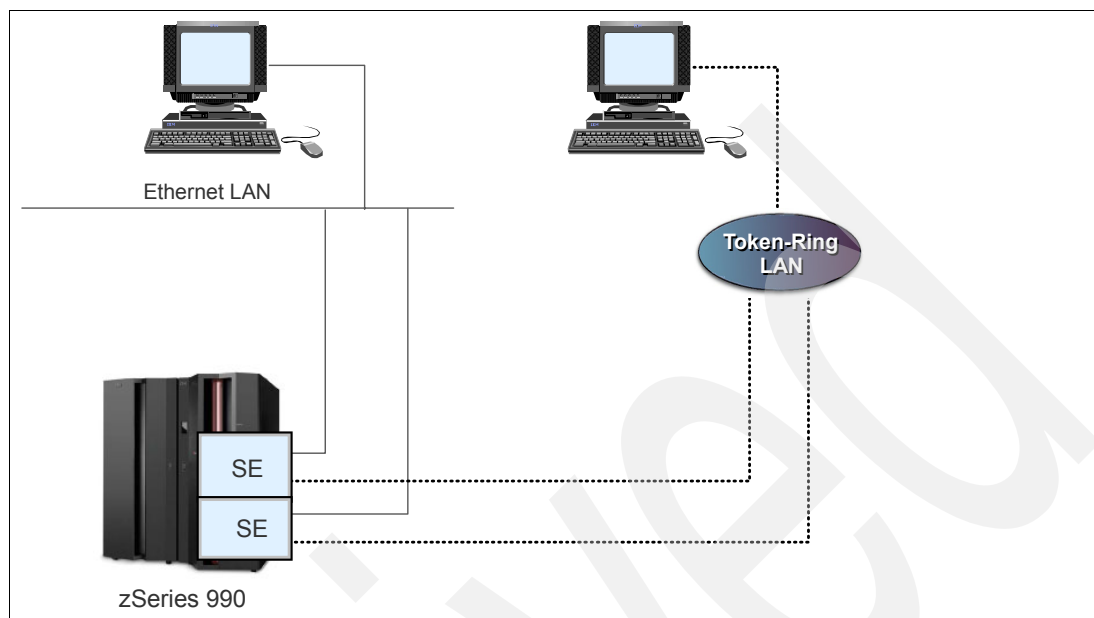 Ethernet LAN
Token-Ring
LAN
SE
SE
zSeries 990